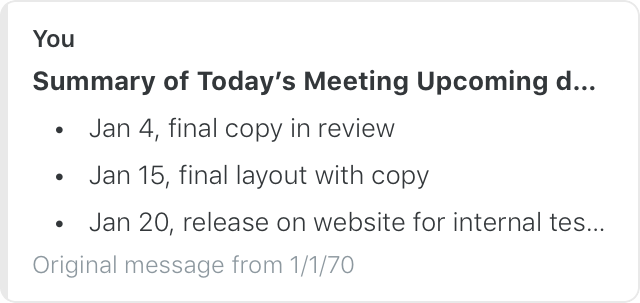 You
Summary of Today’s Meeting Upcoming d...
• Jan 4, final copy in review
• Jan 15, final layout with copy
• Jan 20, release on website for internal tes...
Original message from 1/1/70